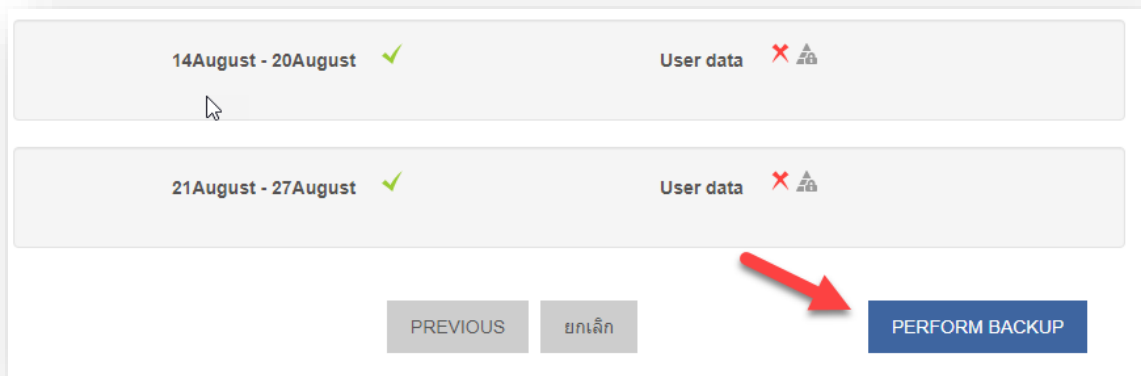 14August - 20August User data
21August - 27August User data
PREVIOUS ยกเลิก PERFORM BACKUP